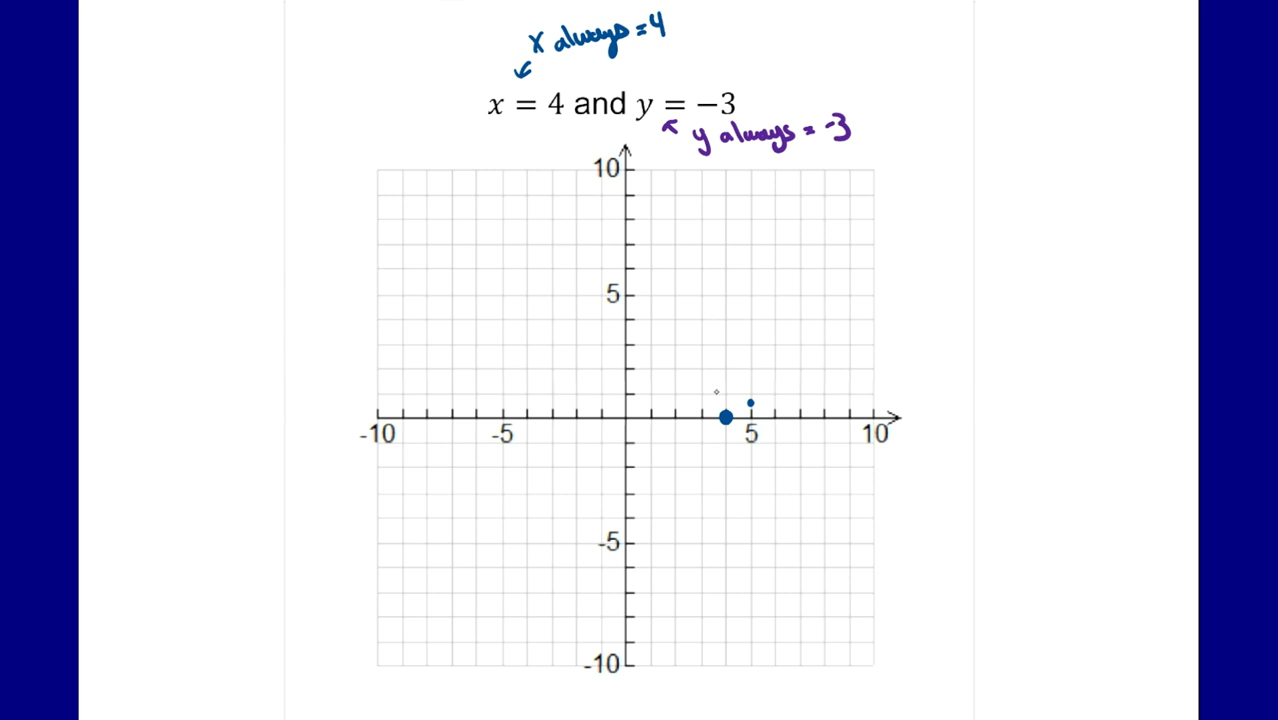 x always = 4
x = 4 and y = −3
y always = -3
10
5
-10 -5 5 10
-5
-10